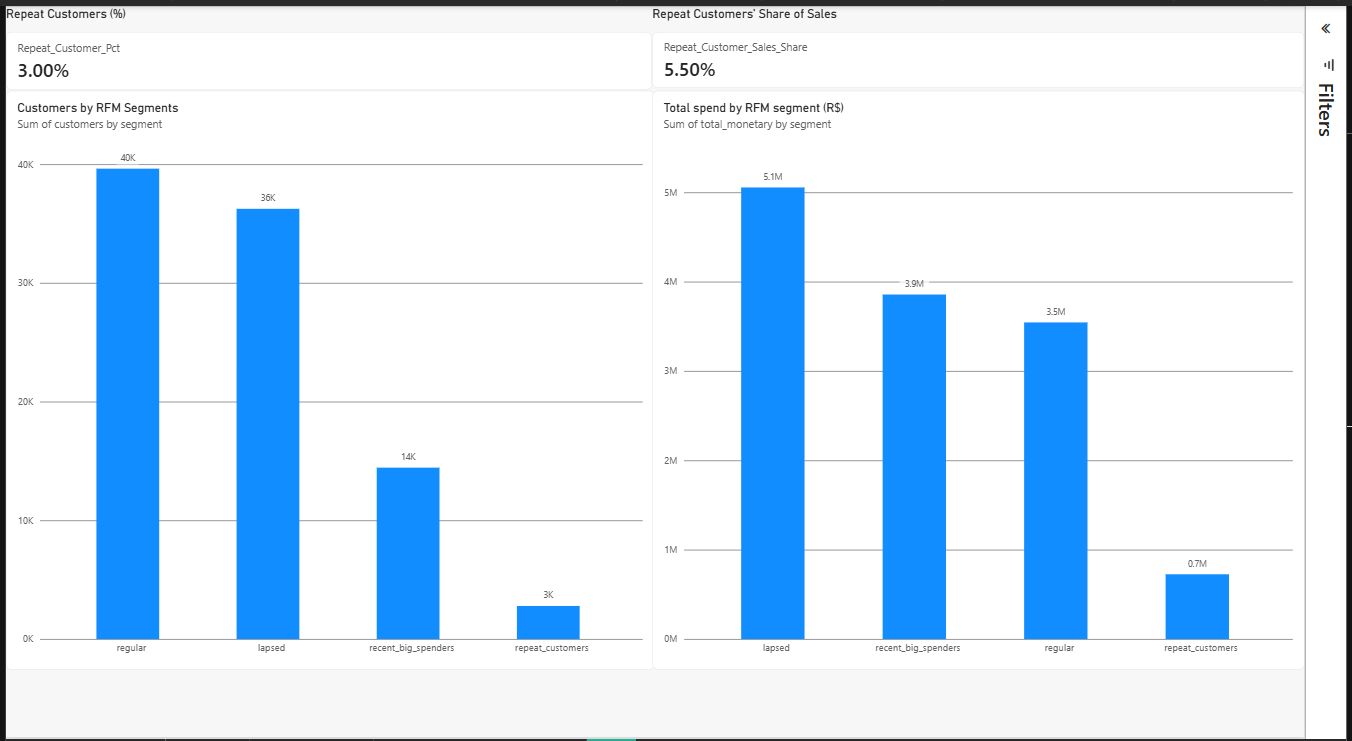 Repeat Customers (%)
Repeat_Customer_Pct
3.00%
Customers by RFM Segments
Sum of customers by segment
40K
30K
20K
10K
0K
40K
36K
14K
3K
regular
lapsed
recent_big_spenders
repeat_customers
Repeat Customers' Share of Sales
Repeat_Customer_Sales_Share
5.50%
Total spend by RFM segment (R$)
Sum of total_monetary by segment
5M
4M
3M
2M
1M
0M
5.1M
3.9M
3.5M
0.7M
lapsed
recent_big_spenders
regular
repeat_customers
Filters